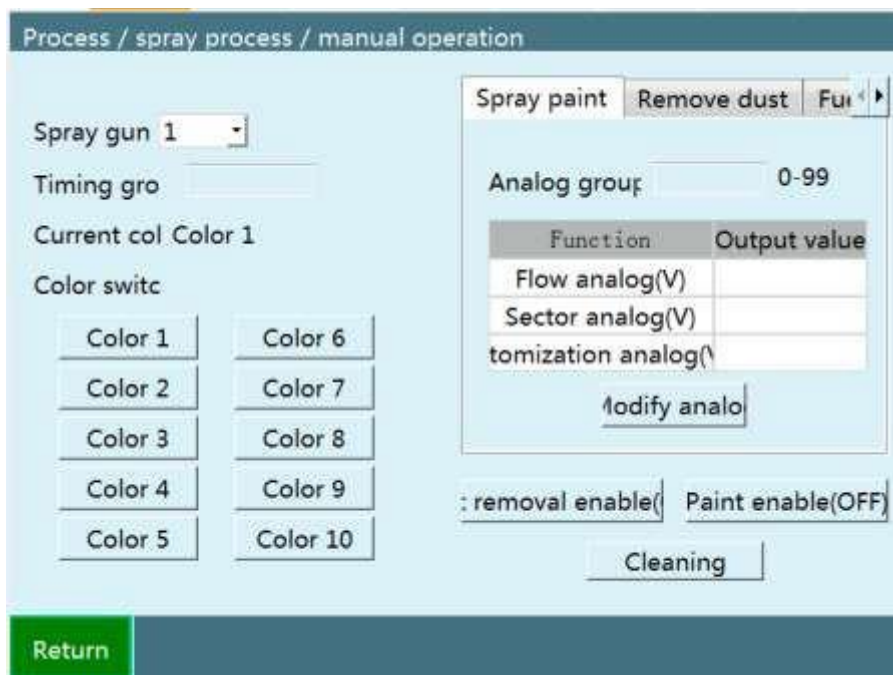 Process / spray process / manual operation
Spray gun 1
Timing gro
Current col Color 1
Color switc
Color 1 Color 6
Color 2 Color 7
Color 3 Color 8
Color 4 Color 9
Color 5 Color 10
Spray paint Remove dust Fu
Analog group 0-99
Function Output value
Flow analog(V)
Sector analog(V)
tomization analog(
Modify analo
: removal enable( Paint enable(OFF)
Cleaning
Return